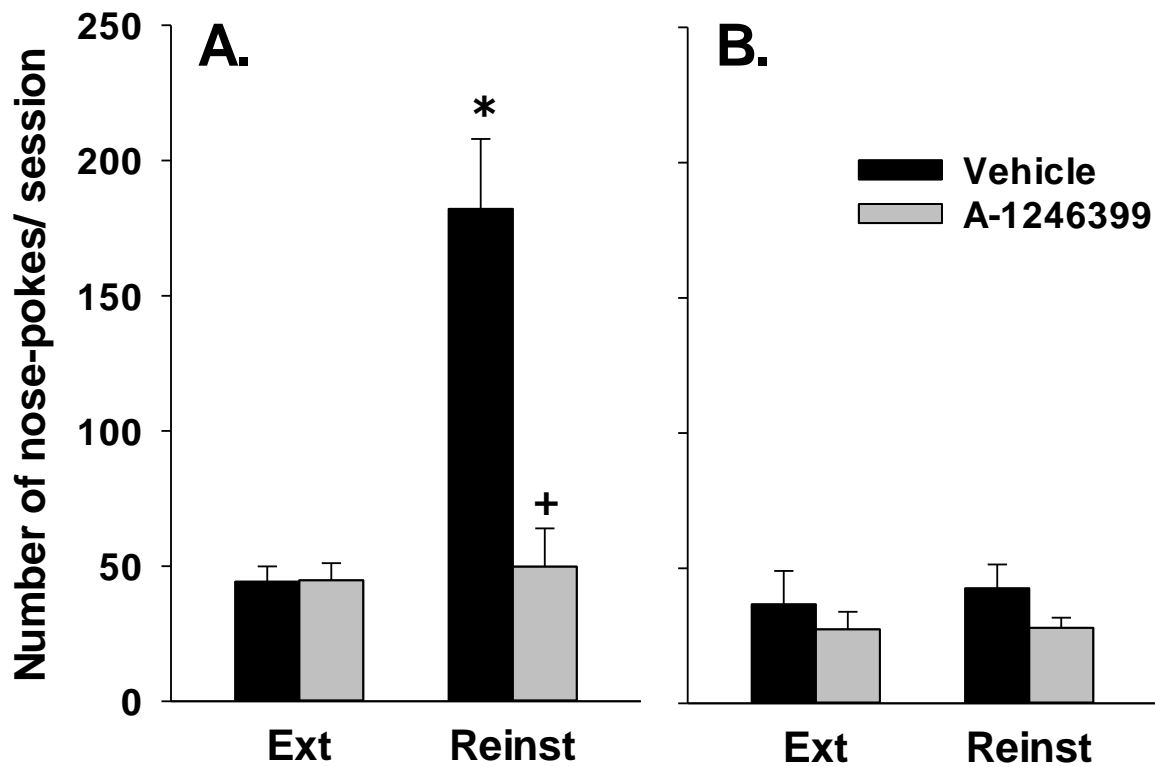 Number of nose-pokes/ session
250
200
150
100
50
0
A.
*
+
Ext Reinst
B.
Vehicle
A-1246399
Ext Reinst